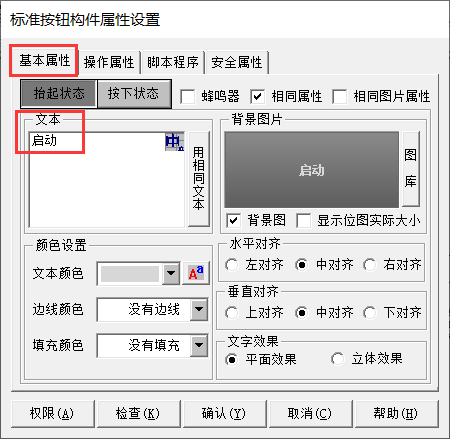 标准按钮构件属性设置
基本属性 操作属性 脚本程序 安全属性
抬起状态 按下状态 蜂鸣器 相同属性 相同图片属性
文本
启动
中
用相同文本
背景图片
启动
图库
背景图 显示位图实际大小
颜色设置
文本颜色 Aa
边线颜色 没有边线
填充颜色 没有填充
水平对齐
左对齐 中对齐 右对齐
垂直对齐
上对齐 中对齐 下对齐
文字效果
平面效果 立体效果
权限(A) 检查(K) 确认(Y) 取消(C) 帮助(H)